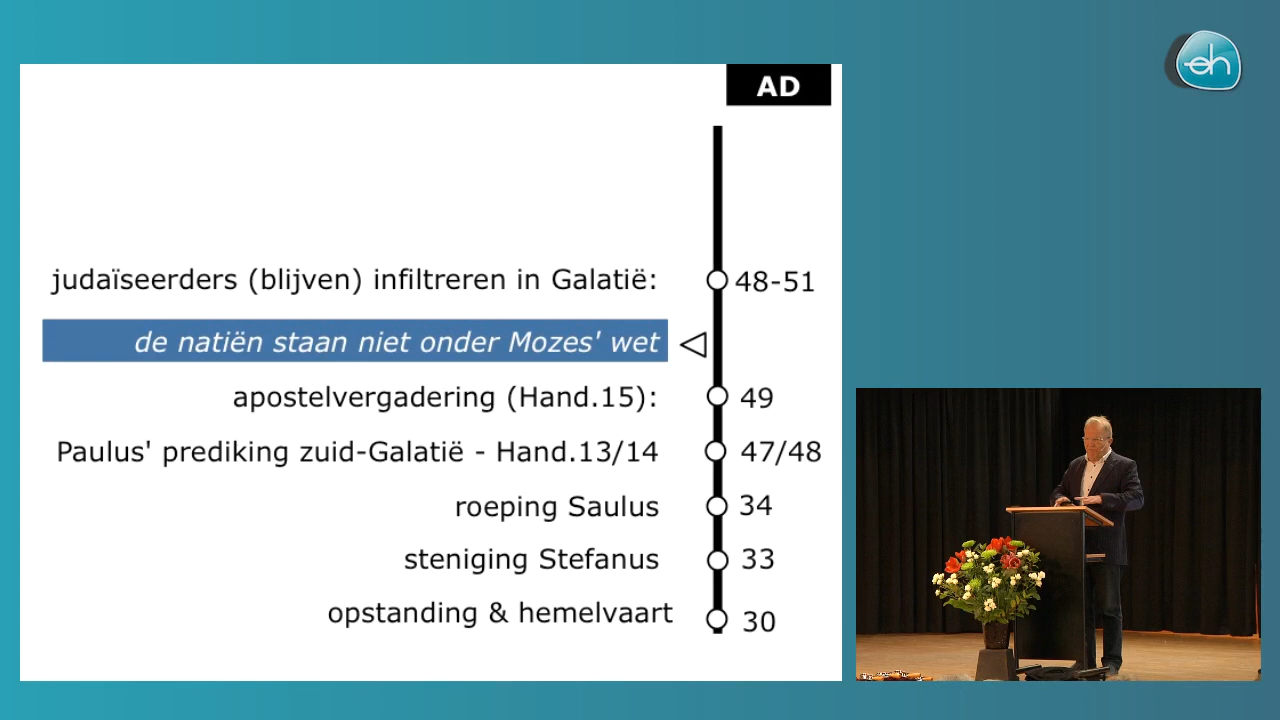 eh
AD
judaïseerders (blijven) infiltreren in Galatië: 48-51
de natiën staan niet onder Mozes' wet
apostelvergadering (Hand.15): 49
Paulus' prediking zuid-Galatië - Hand.13/14 47/48
roeping Saulus 34
steniging Stefanus 33
opstanding & hemelvaart 30